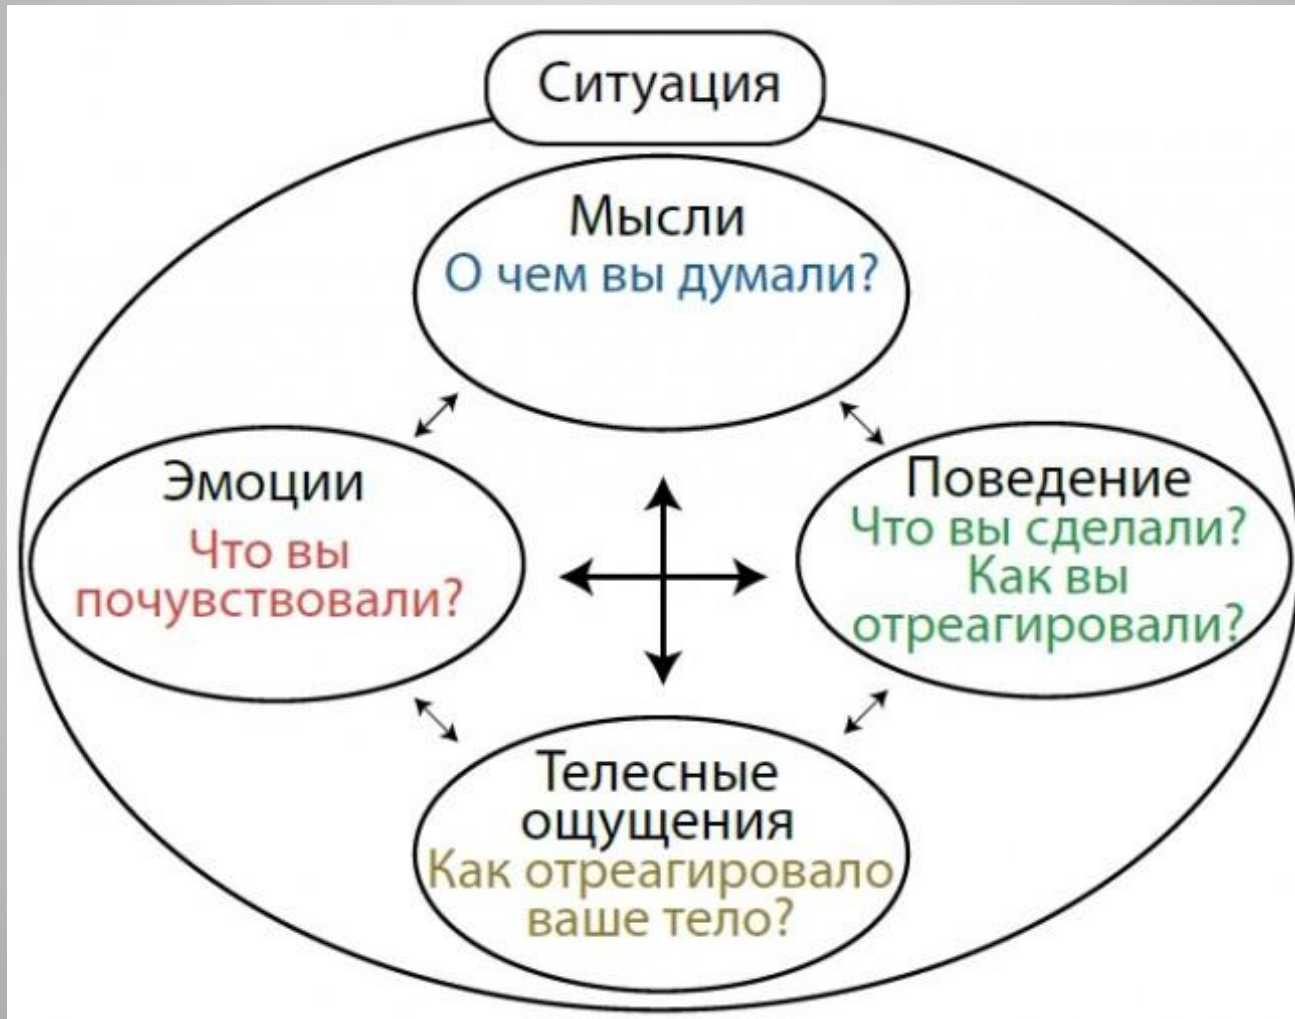 Ситуация
Мысли
О чем вы думали?
Эмоции
Что вы
почувствовали?
Поведение
Что вы сделали?
Как вы
отреагировали?
Телесные
ощущения
Как отреагировало
ваше тело?